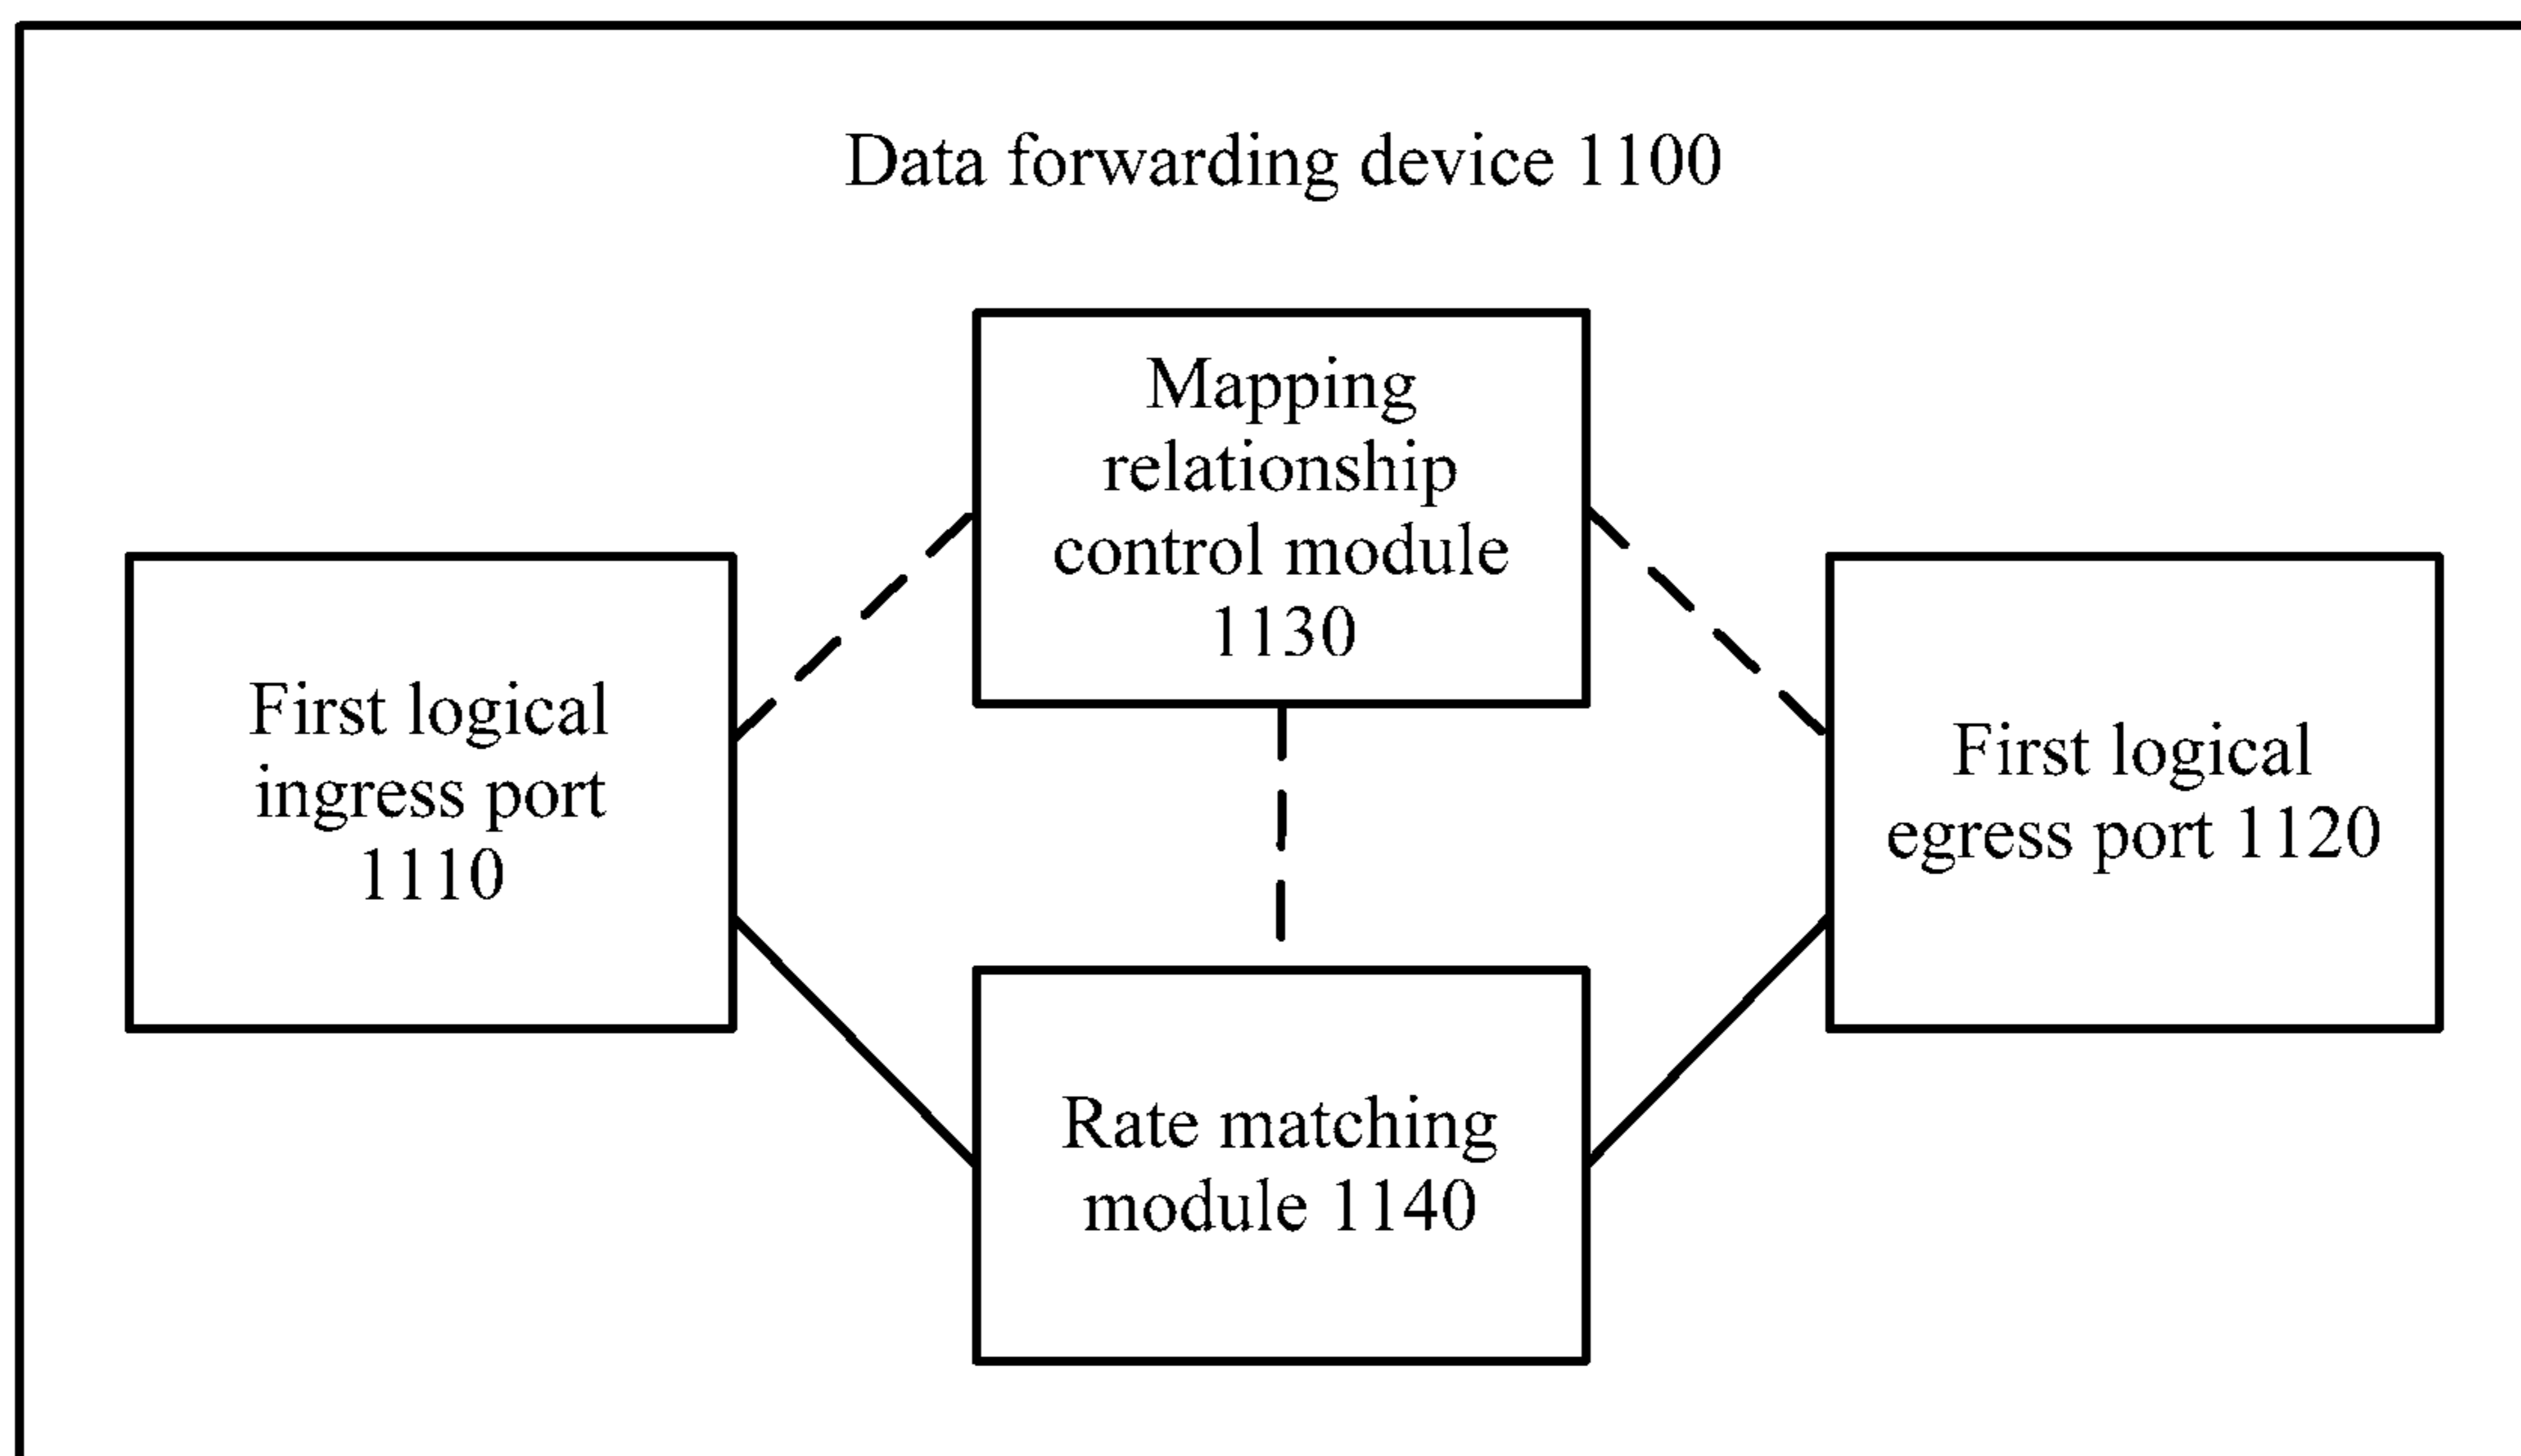 Data forwarding device 1100
Mapping
relationship
control module
1130
First logical
ingress port
1110
First logical
egress port 1120
Rate matching
module 1140